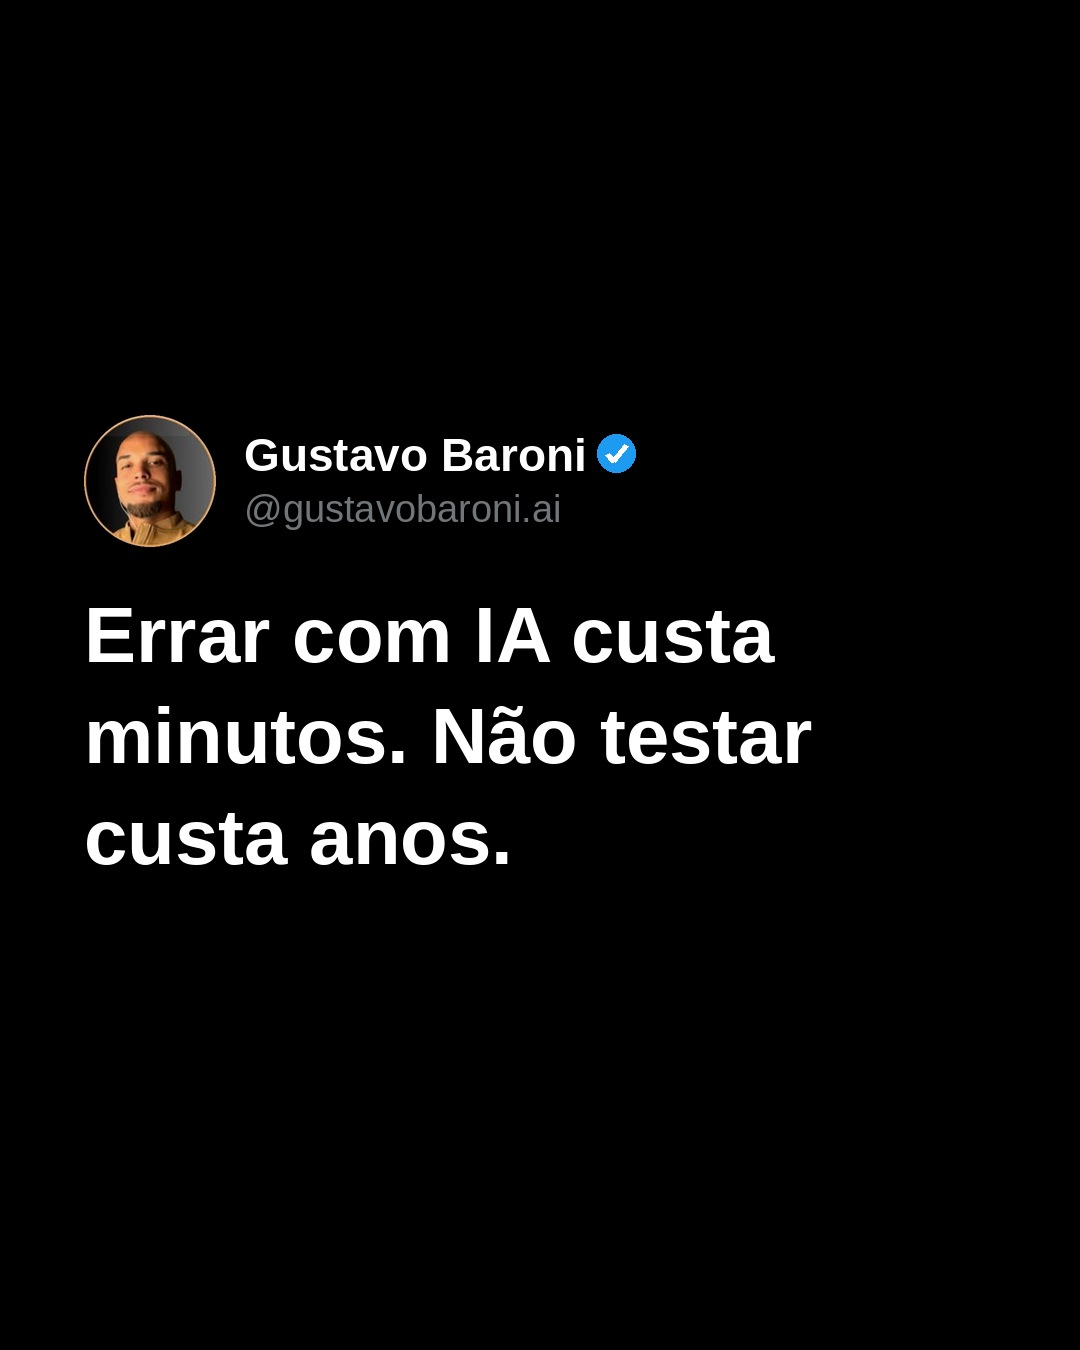 Gustavo Baroni
@gustavobaroni.ai
Errar com IA custa
minutos. Não testar
custa anos.